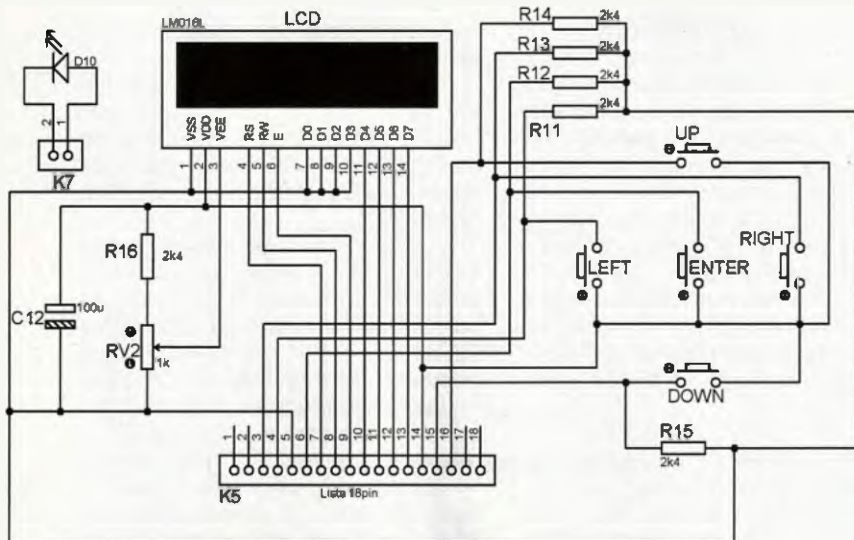 LCD
LM016L
D10
2 1
K7
VSS VDD VEE RS RW E D0 D1 D2 D3 D4 D5 D6 D7
1 2 3 4 5 6 7 8 9 10 11 12 13 14
R14 2k4
R13 2k4
R12 2k4
R11 2k4
UP
LEFT
ENTER
RIGHT
DOWN
R16 2k4
C12 100u
RV2 1k
R15 2k4
1 2 3 4 5 6 7 8 9 10 11 12 13 14 15 16 17 18
K5
Lista 18pin